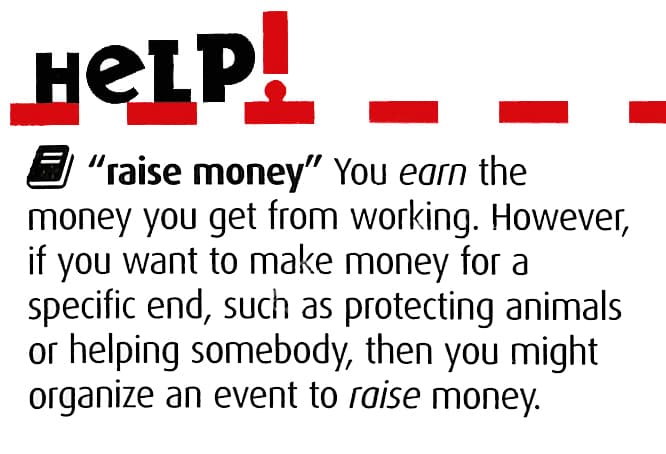 HeLP!
“raise money” You earn the
money you get from working. However,
if you want to make money for a
specific end, such as protecting animals
or helping somebody, then you might
organize an event to raise money.